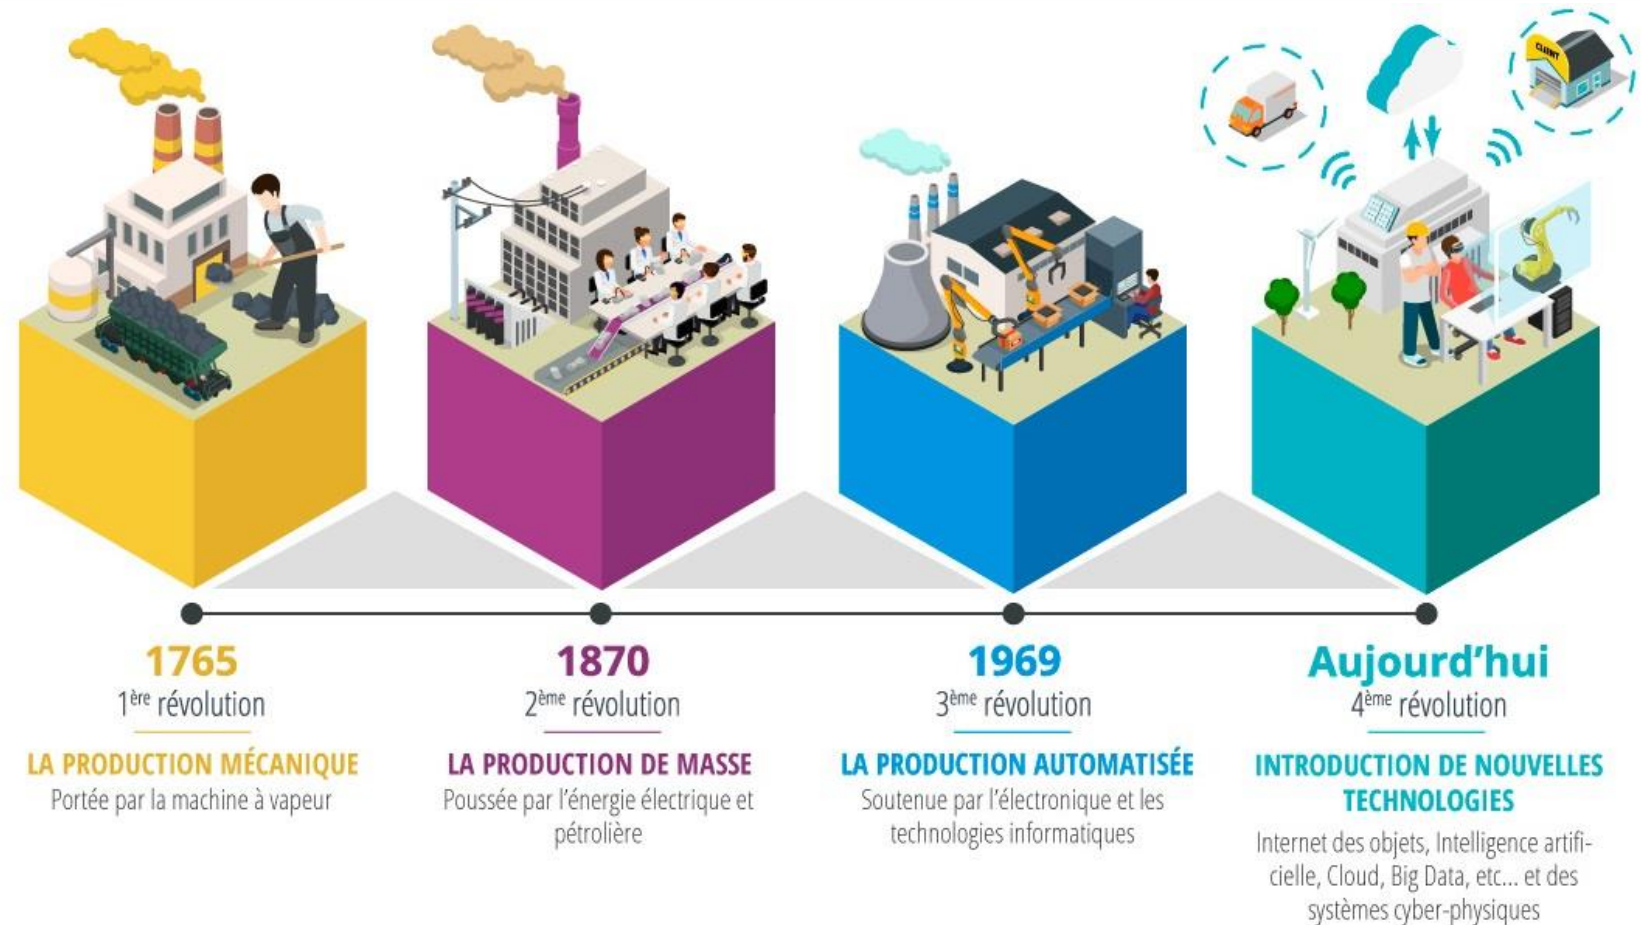 CLIENT
1765
1ère révolution
LA PRODUCTION MÉCANIQUE
Portée par la machine à vapeur
1870
2ème révolution
LA PRODUCTION DE MASSE
Poussée par l'énergie électrique et
pétrolière
1969
3ème révolution
LA PRODUCTION AUTOMATISÉE
Soutenue par l'électronique et les
technologies informatiques
Aujourd'hui
4ème révolution
INTRODUCTION DE NOUVELLES
TECHNOLOGIES
Internet des objets, Intelligence artifi-
cielle, Cloud, Big Data, etc... et des
systèmes cyber-physiques